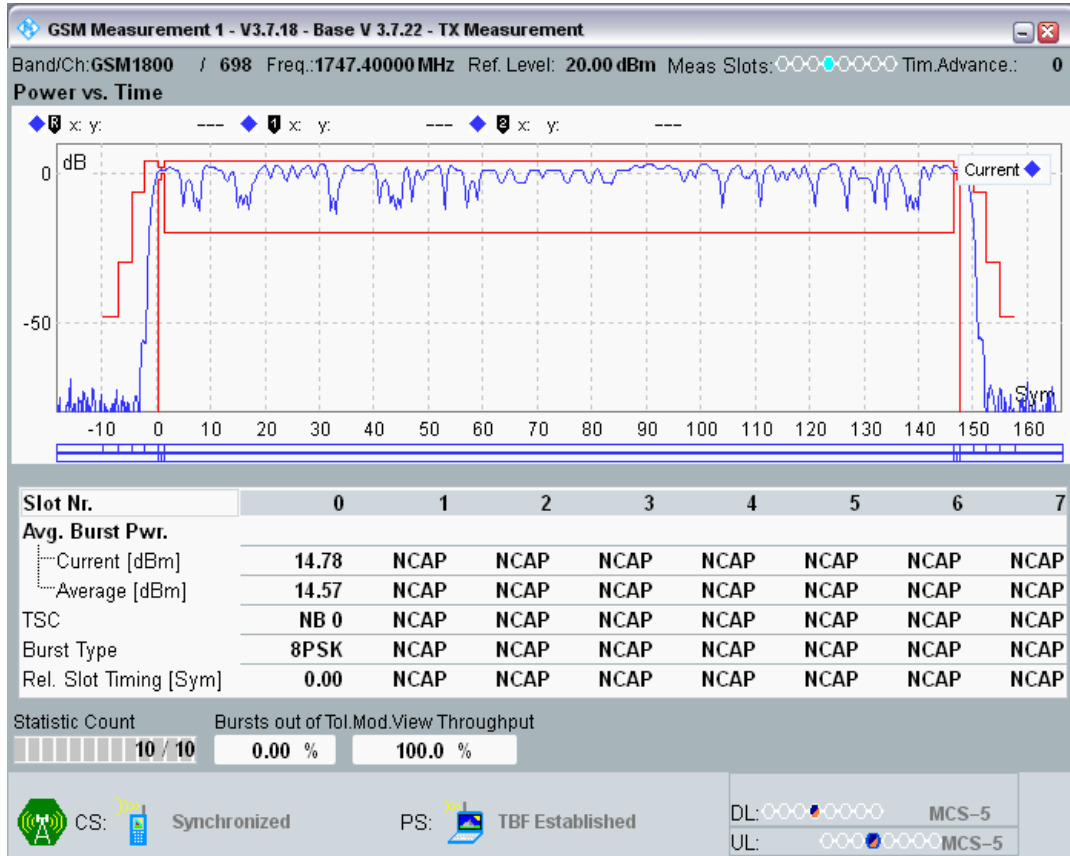 GSM Measurement 1 - V3.7.18 - Base V 3.7.22 - TX Measurement
Band/Ch:GSM1800 / 698 Freq.:1747.40000 MHz Ref. Level: 20.00 dBm Meas Slots: Tim.Advance.: 0
Power vs. Time
R x: y: --- 1 x: y: --- 2 x: y: ---
dB
Current
0
-50
Sym
-10 0 10 20 30 40 50 60 70 80 90 100 110 120 130 140 150 160
Slot Nr. 0 1 2 3 4 5 6 7
Avg. Burst Pwr.
Current [dBm] 14.78 NCAP NCAP NCAP NCAP NCAP NCAP NCAP
Average [dBm] 14.57 NCAP NCAP NCAP NCAP NCAP NCAP NCAP
TSC NB 0 NCAP NCAP NCAP NCAP NCAP NCAP NCAP
Burst Type 8PSK NCAP NCAP NCAP NCAP NCAP NCAP NCAP
Rel. Slot Timing [Sym] 0.00 NCAP NCAP NCAP NCAP NCAP NCAP NCAP
Statistic Count Bursts out of Tol. Mod.View Throughput
10 / 10 0.00 % 100.0 %
CS: Synchronized PS: TBF Established
DL: MCS-5
UL: MCS-5